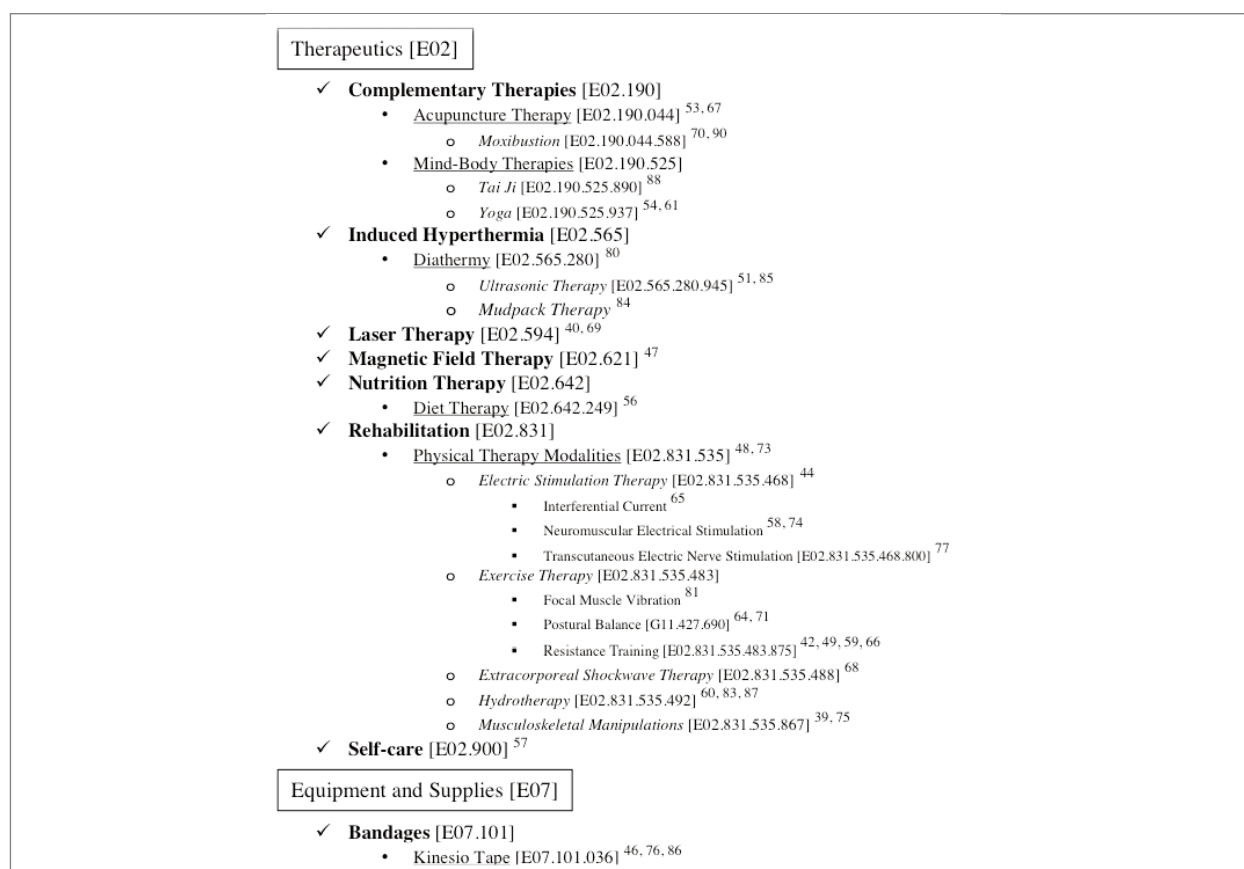 Therapeutics [E02]
✓ Complementary Therapies [E02.190]
• Acupuncture Therapy [E02.190.044] 53, 67
o Moxibustion [E02.190.044.588] 70, 90
• Mind-Body Therapies [E02.190.525]
o Tai Ji [E02.190.525.890] 88
o Yoga [E02.190.525.937] 54, 61
✓ Induced Hyperthermia [E02.565]
• Diathermy [E02.565.280] 80
o Ultrasonic Therapy [E02.565.280.945] 51, 85
o Mudpack Therapy 84
✓ Laser Therapy [E02.594] 40, 69
✓ Magnetic Field Therapy [E02.621] 47
✓ Nutrition Therapy [E02.642]
• Diet Therapy [E02.642.249] 56
✓ Rehabilitation [E02.831]
• Physical Therapy Modalities [E02.831.535] 48, 73
o Electric Stimulation Therapy [E02.831.535.468] 44
▪ Interferential Current 65
▪ Neuromuscular Electrical Stimulation 58, 74
▪ Transcutaneous Electric Nerve Stimulation [E02.831.535.468.800] 77
o Exercise Therapy [E02.831.535.483]
▪ Focal Muscle Vibration 81
▪ Postural Balance [G11.427.690] 64, 71
▪ Resistance Training [E02.831.535.483.875] 42, 49, 59, 66
o Extracorporeal Shockwave Therapy [E02.831.535.488] 68
o Hydrotherapy [E02.831.535.492] 60, 83, 87
o Musculoskeletal Manipulations [E02.831.535.867] 39, 75
✓ Self-care [E02.900] 57
Equipment and Supplies [E07]
✓ Bandages [E07.101]
• Kinesio Tape [E07.101.036] 46, 76, 86